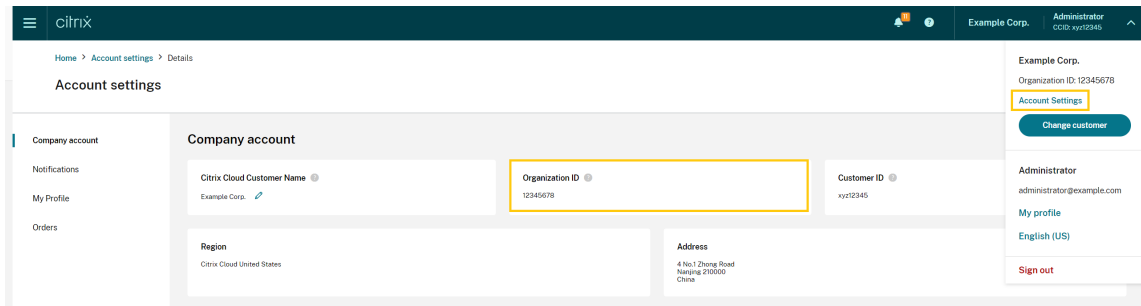 citrix
11
?
Example Corp.
Administrator
CCID: xyz12345
Home > Account settings > Details
Account settings
Example Corp.
Organization ID: 12345678
Account Settings
Change customer
Administrator
administrator@example.com
My profile
English (US)
Sign out
Company account
Notifications
My Profile
Orders
Company account
Citrix Cloud Customer Name ?
Example Corp.
Organization ID ?
12345678
Customer ID ?
xyz12345
Region
Citrix Cloud United States
Address
4 No.1 Zhong Road
Nanjing 210000
China